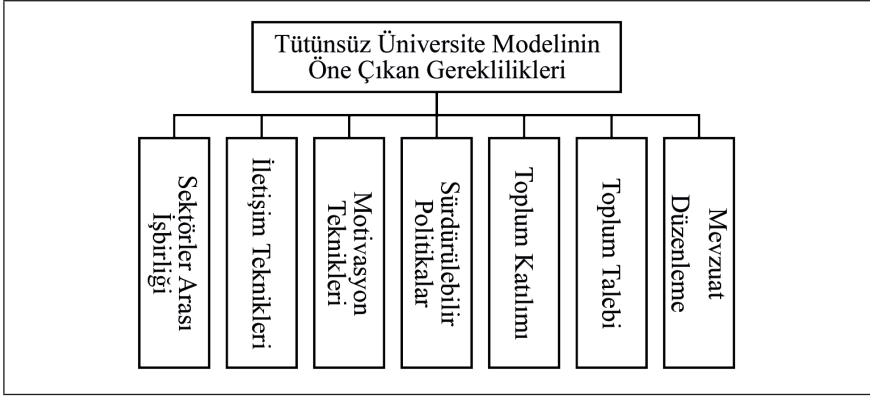 Tütünsüz Üniversite Modelinin
Öne Çıkan Gereklilikleri
Sektörler Arası
İşbirliği
İletişim Teknikleri
Motivasyon
Teknikleri
Sürdürülebilir
Politikalar
Toplum Katılımı
Toplum Talebi
Mevzuat
Düzenleme